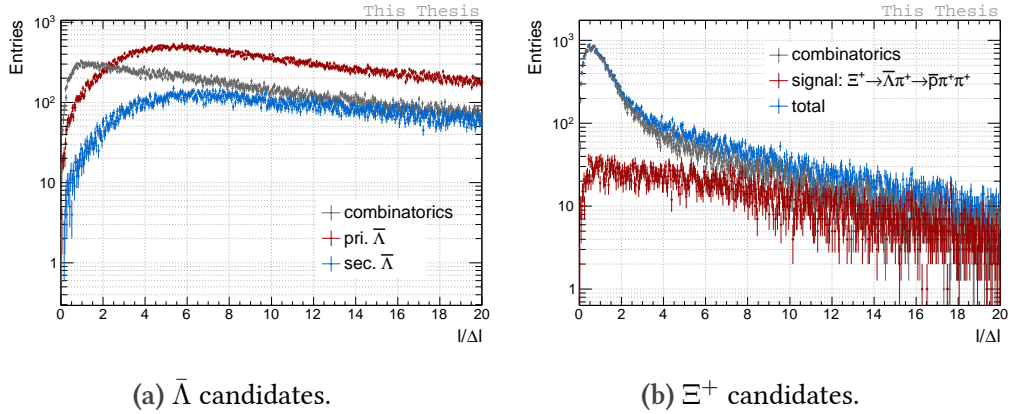 This Thesis
Entries
10³
10²
10
1
combinatorics
pri. Λ̅
sec. Λ̅
0 2 4 6 8 10 12 14 16 18 20
l/Δl
(a) Λ̄ candidates.
This Thesis
Entries
10³
10²
10
1
combinatorics
signal: Ξ⁺→Λ̅π⁺→p̅π⁺π⁺
total
0 2 4 6 8 10 12 14 16 18 20
l/Δl
(b) Ξ⁺ candidates.